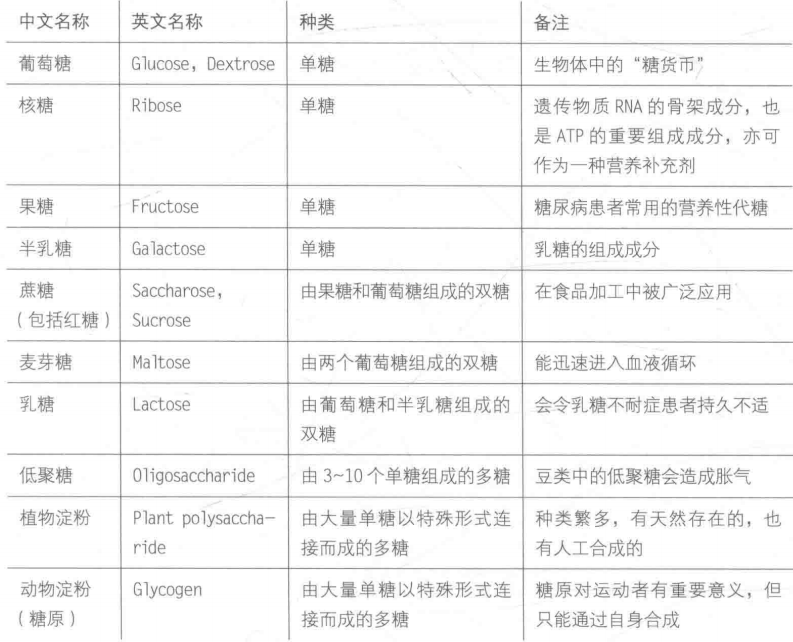 中文名称 英文名称 种类 备注
葡萄糖 Glucose, Dextrose 单糖 生物体中的“糖货币”
核糖 Ribose 单糖 遗传物质 RNA 的骨架成分，也
是 ATP 的重要组成成分，亦可
作为一种营养补充剂
果糖 Fructose 单糖 糖尿病患者常用的营养性代糖
半乳糖 Galactose 单糖 乳糖的组成成分
蔗糖 Saccharose, 由果糖和葡萄糖组成的双糖 在食品加工中被广泛应用
（包括红糖） Sucrose
麦芽糖 Maltose 由两个葡萄糖组成的双糖 能迅速进入血液循环
乳糖 Lactose 由葡萄糖和半乳糖组成的 会令乳糖不耐症患者持久不适
双糖
低聚糖 Oligosaccharide 由 3~10 个单糖组成的多糖 豆类中的低聚糖会造成胀气
植物淀粉 Plant polysaccha- 由大量单糖以特殊形式连 种类繁多，有天然存在的，也
ride 接而成的多糖 有人工合成的
动物淀粉 Glycogen 由大量单糖以特殊形式连 糖原对运动者有重要意义，但
（糖原） 接而成的多糖 只能通过自身合成